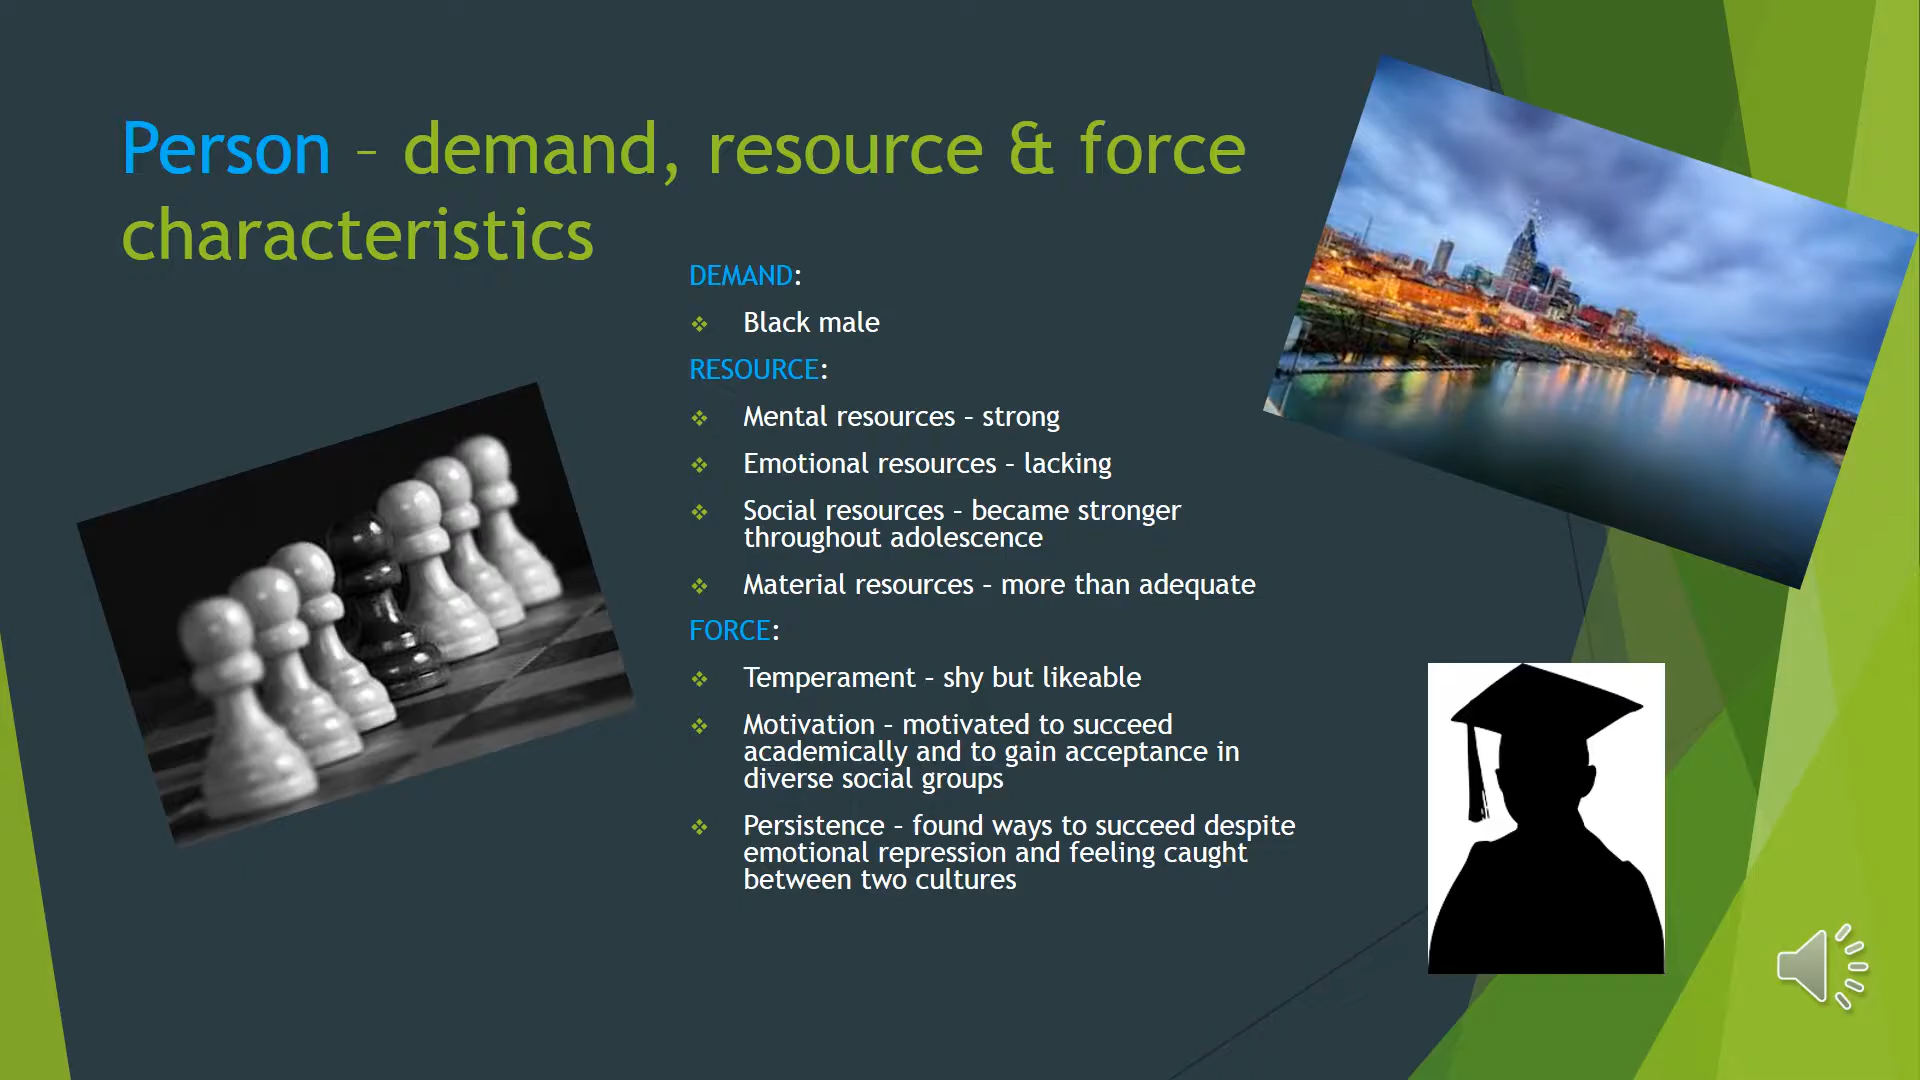 Person – demand, resource & force
characteristics
DEMAND:
❖ Black male
RESOURCE:
❖ Mental resources – strong
❖ Emotional resources – lacking
❖ Social resources – became stronger
throughout adolescence
❖ Material resources – more than adequate
FORCE:
❖ Temperament – shy but likeable
❖ Motivation – motivated to succeed
academically and to gain acceptance in
diverse social groups
❖ Persistence – found ways to succeed despite
emotional repression and feeling caught
between two cultures